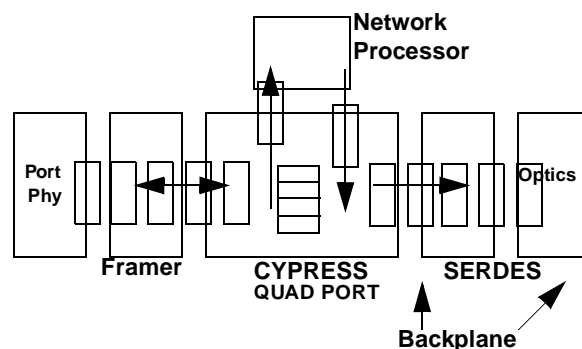 Network
Processor
Port
Phy
Optics
Framer
CYPRESS
QUAD PORT
SERDES
Backplane